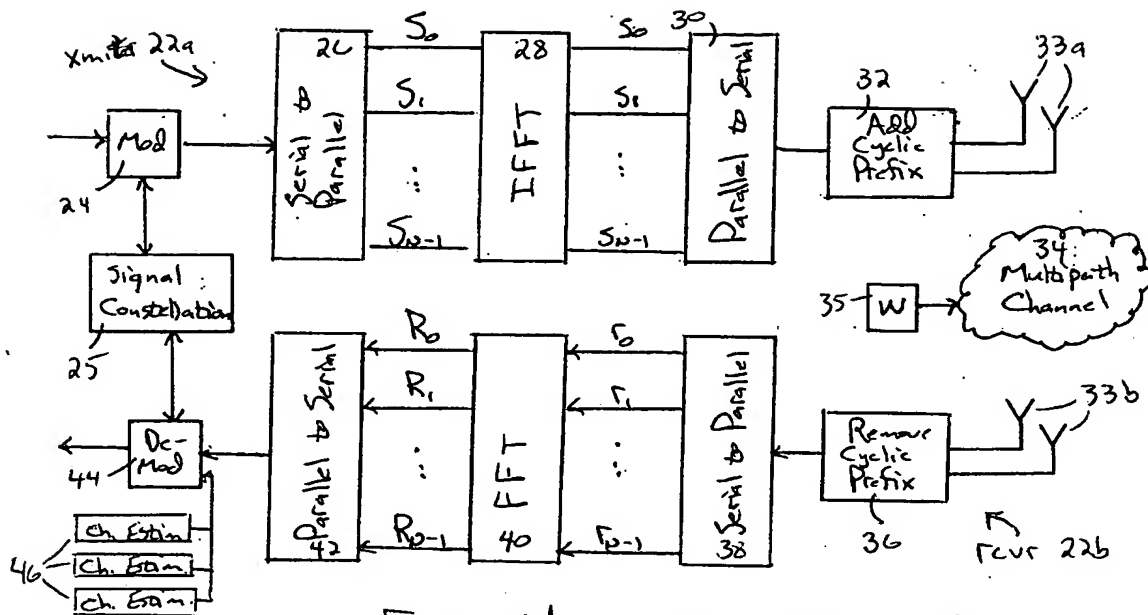 xmitr 22a
Mod
24
Signal
Constellation
25
De-
Mod
44
46
Ch. Estim.
Ch. Estim.
Ch. Estim.
26
Serial to
Parallel
S0
S1
...
SN-1
28
IFFT
s0
s1
...
sN-1
30
Parallel to Serial
32
Add
Cyclic
Prefix
33a
34
Multipath
Channel
35
W
Remove
Cyclic
Prefix
36
33b
rcvr 22b
Serial to Parallel
38
r0
r1
...
rN-1
FFT
40
R0
R1
...
RN-1
Parallel to Serial
42